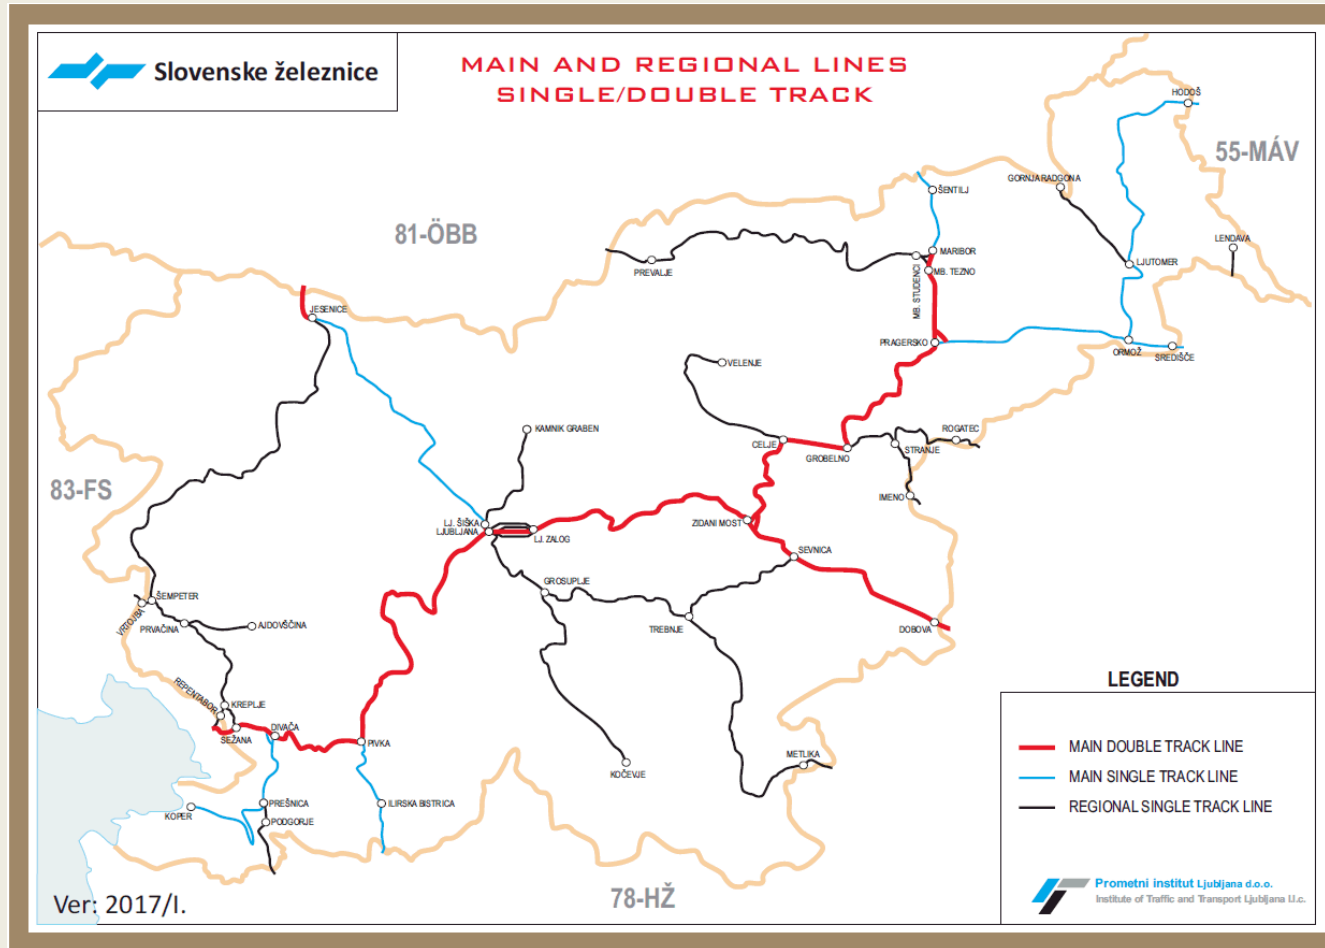 Slovenske železnice
MAIN AND REGIONAL LINES
SINGLE/DOUBLE TRACK
HODOŠ
55-MÁV
GORNJA RADGONA
ŠENTILJ
81-ÖBB
LENDAVA
MARIBOR
PREVALJE
LJUTOMER
MB. TEZNO
MB. STUDENCI
JESENICE
PRAGERSKO
ORMOŽ
SREDIŠČE
VELENJE
KAMNIK GRABEN
ROGATEC
CELJE
GROBELNO
STRANJE
83-FS
IMENO
LJ. ŠIŠKA
LJUBLJANA
LJ. ZALOG
ZIDANI MOST
SEVNICA
GROSUPLJE
ŠEMPETER
VRTOJBA
PRVAČINA
AJDOVŠČINA
TREBNJE
DOBOVA
REPENTABOR
KREPLJE
SEŽANA
DIVAČA
PIVKA
METLIKA
KOČEVJE
PREŠNICA
ILIRSKA BISTRICA
KOPER
PODGORJE
78-HŽ
Ver: 2017/I.
LEGEND
MAIN DOUBLE TRACK LINE
MAIN SINGLE TRACK LINE
REGIONAL SINGLE TRACK LINE
Prometni institut Ljubljana d.o.o.
Institute of Traffic and Transport Ljubljana l.l.c.